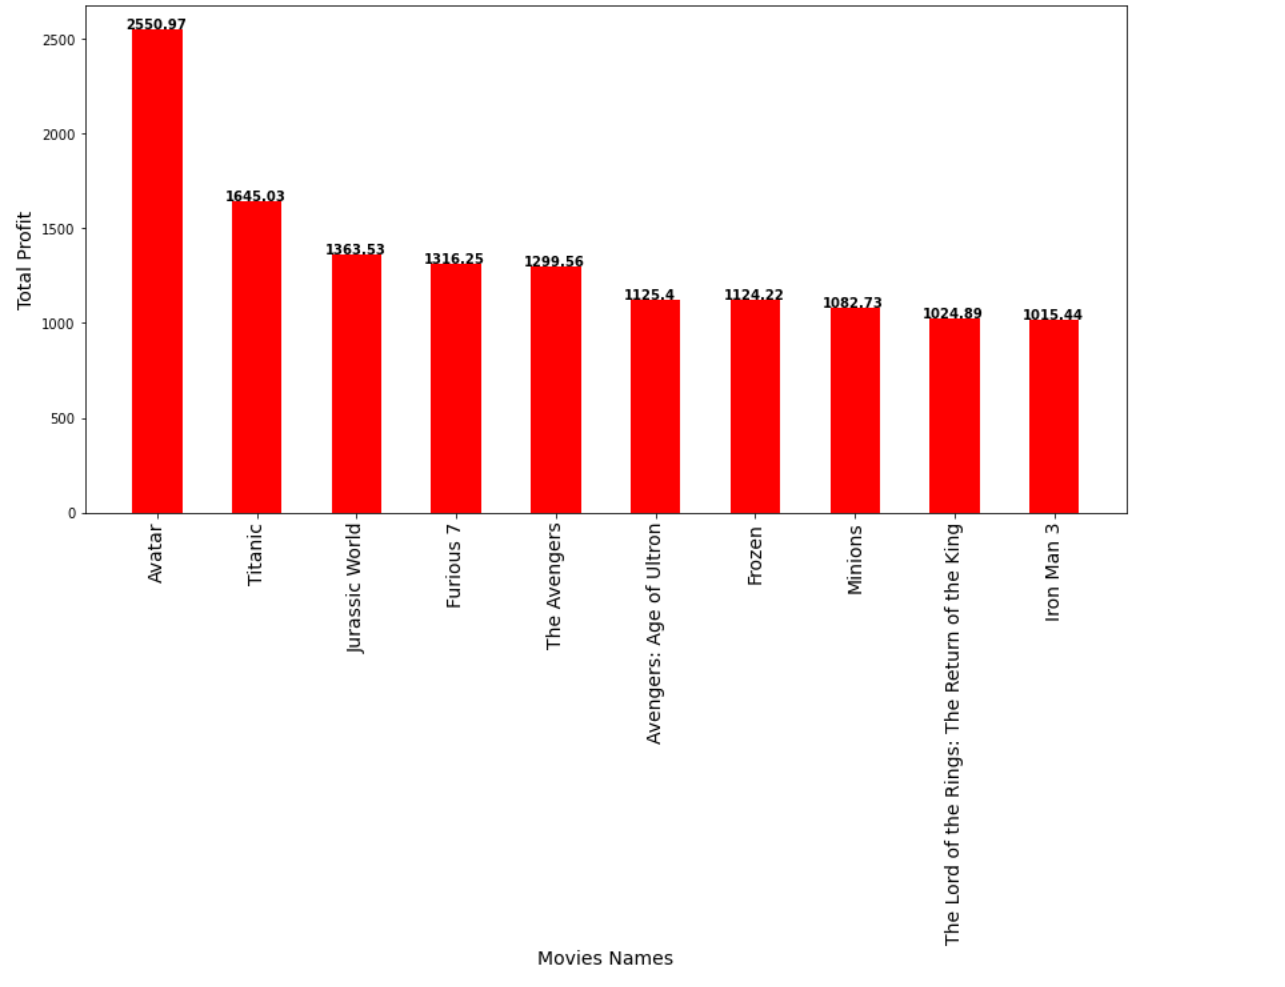 2550.97
2500
2000
1645.03
1500
1363.53
1316.25
1299.56
1125.4
1124.22
1082.73
1024.89
1015.44
1000
500
0
Total Profit
Avatar
Titanic
Jurassic World
Furious 7
The Avengers
Avengers: Age of Ultron
Frozen
Minions
The Lord of the Rings: The Return of the King
Iron Man 3
Movies Names